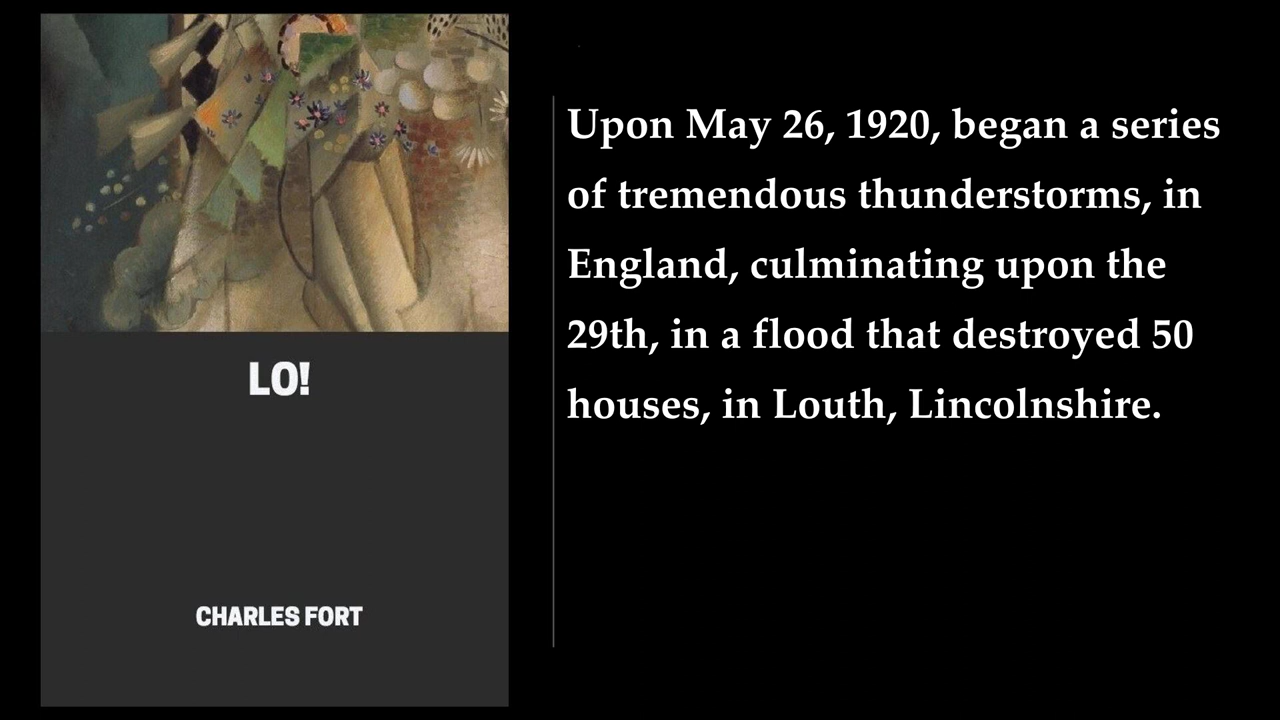 LO!
CHARLES FORT
Upon May 26, 1920, began a series
of tremendous thunderstorms, in
England, culminating upon the
29th, in a flood that destroyed 50
houses, in Louth, Lincolnshire.